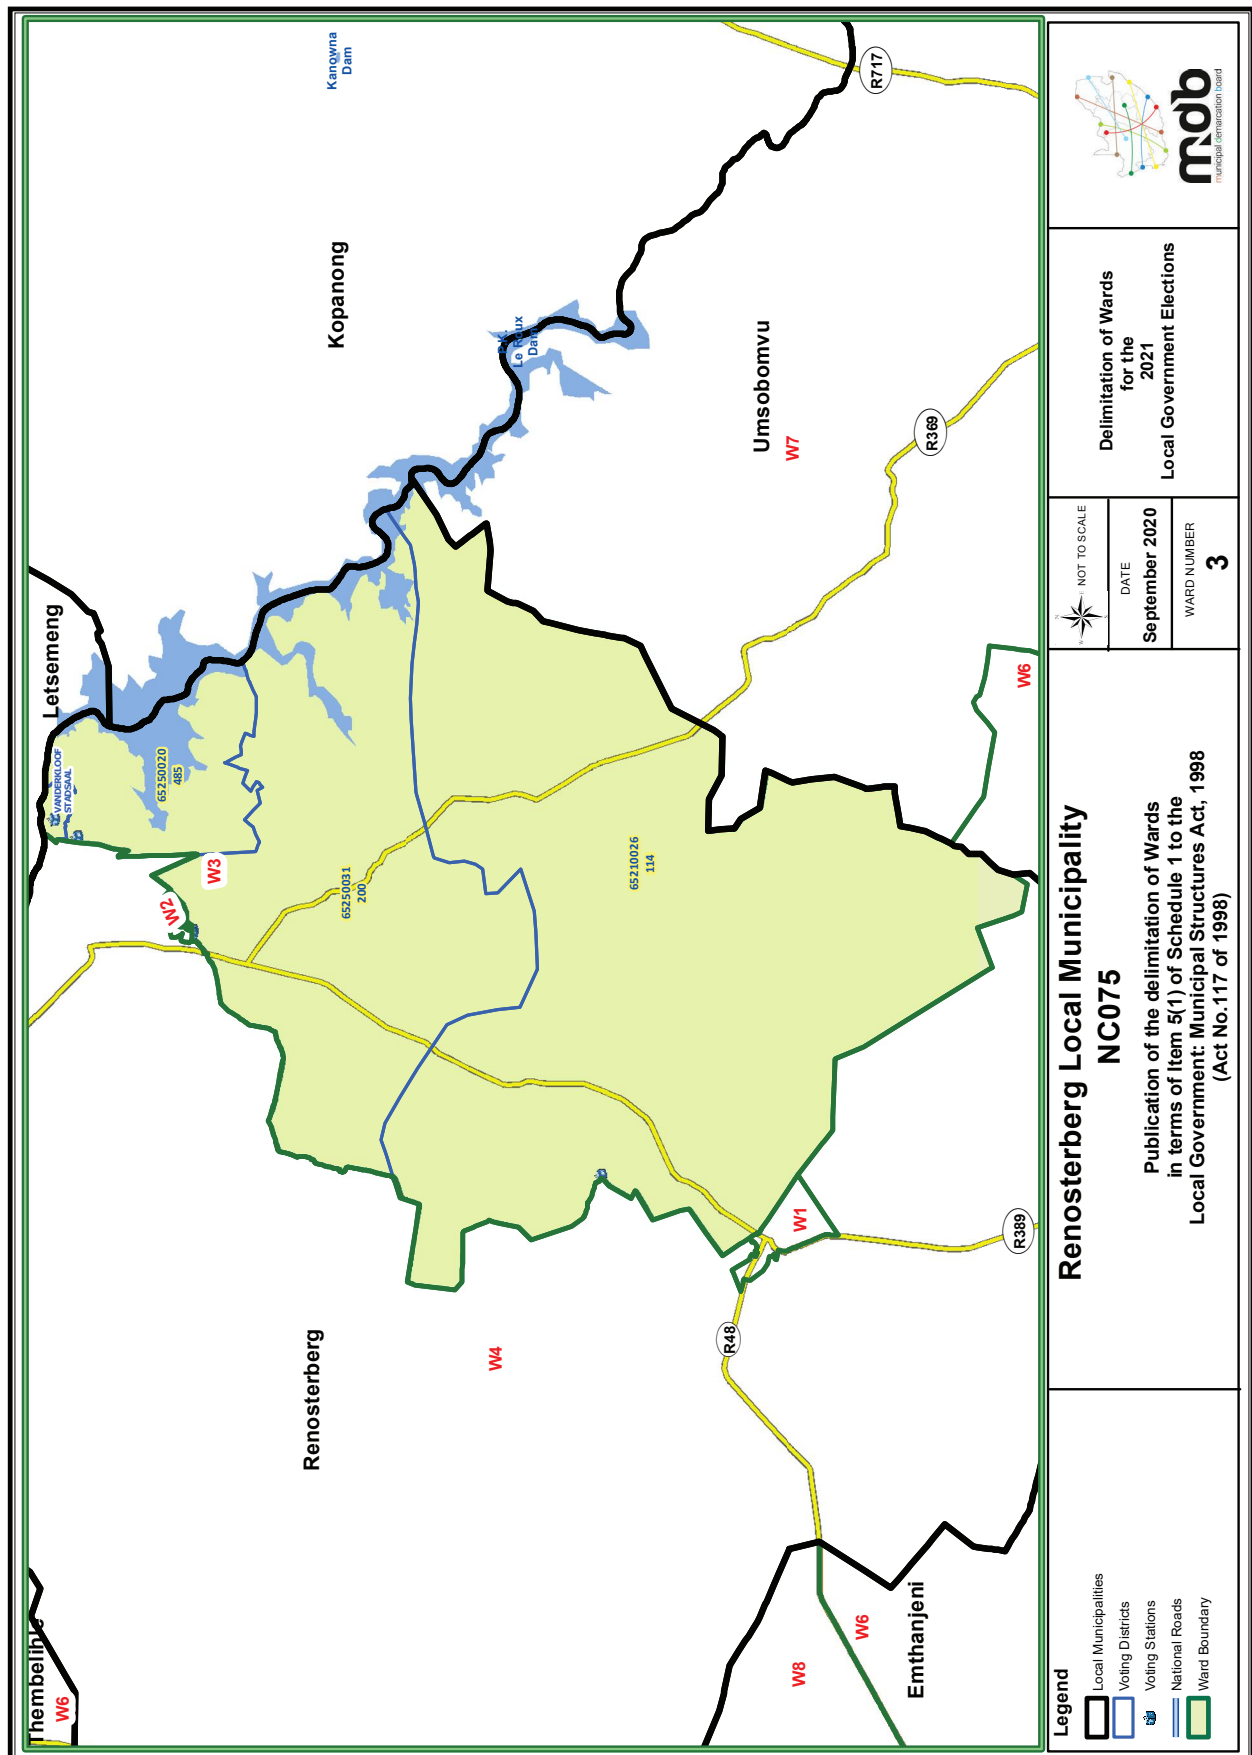 Thembelihle
W6
Letsemeng
Kanowna
Dam
Kopanong
VANDERKLOOF
STADSAAL
65250020
485
W3
W2
65250031
200
Le Roux
Dam
R717
Umsobomvu
W7
R369
Renosterberg
W4
65210026
114
W1
R48
R389
W6
W8
W6
Emthanjeni
Legend
Local Municipalities
Voting Districts
Voting Stations
National Roads
Ward Boundary
Renosterberg Local Municipality
NC075
Publication of the delimitation of Wards
in terms of Item 5(1) of Schedule 1 to the
Local Government: Municipal Structures Act, 1998
(Act No.117 of 1998)
N
W
E
S
NOT TO SCALE
DATE
September 2020
WARD NUMBER
3
Delimitation of Wards
for the
2021
Local Government Elections
mdb
municipal demarcation board